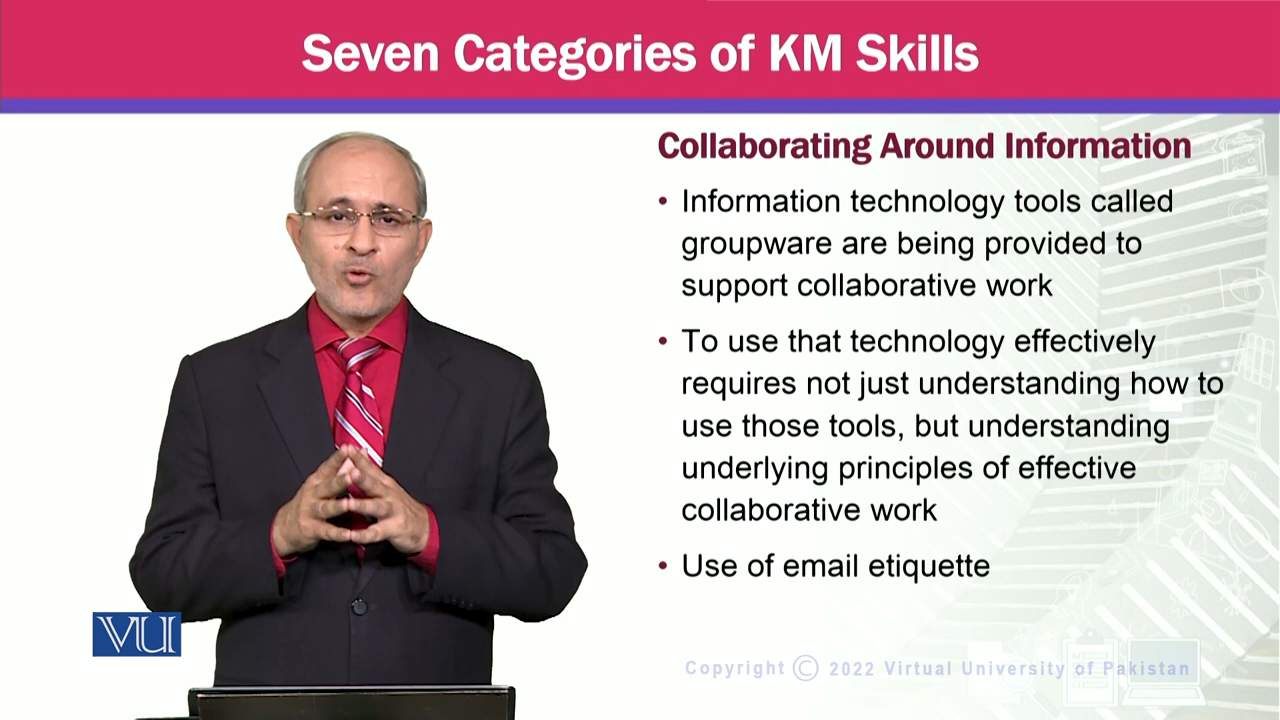 Seven Categories of KM Skills
Collaborating Around Information
• Information technology tools called
groupware are being provided to
support collaborative work
• To use that technology effectively
requires not just understanding how to
use those tools, but understanding
underlying principles of effective
collaborative work
• Use of email etiquette
VU
Copyright © 2022 Virtual University of Pakistan